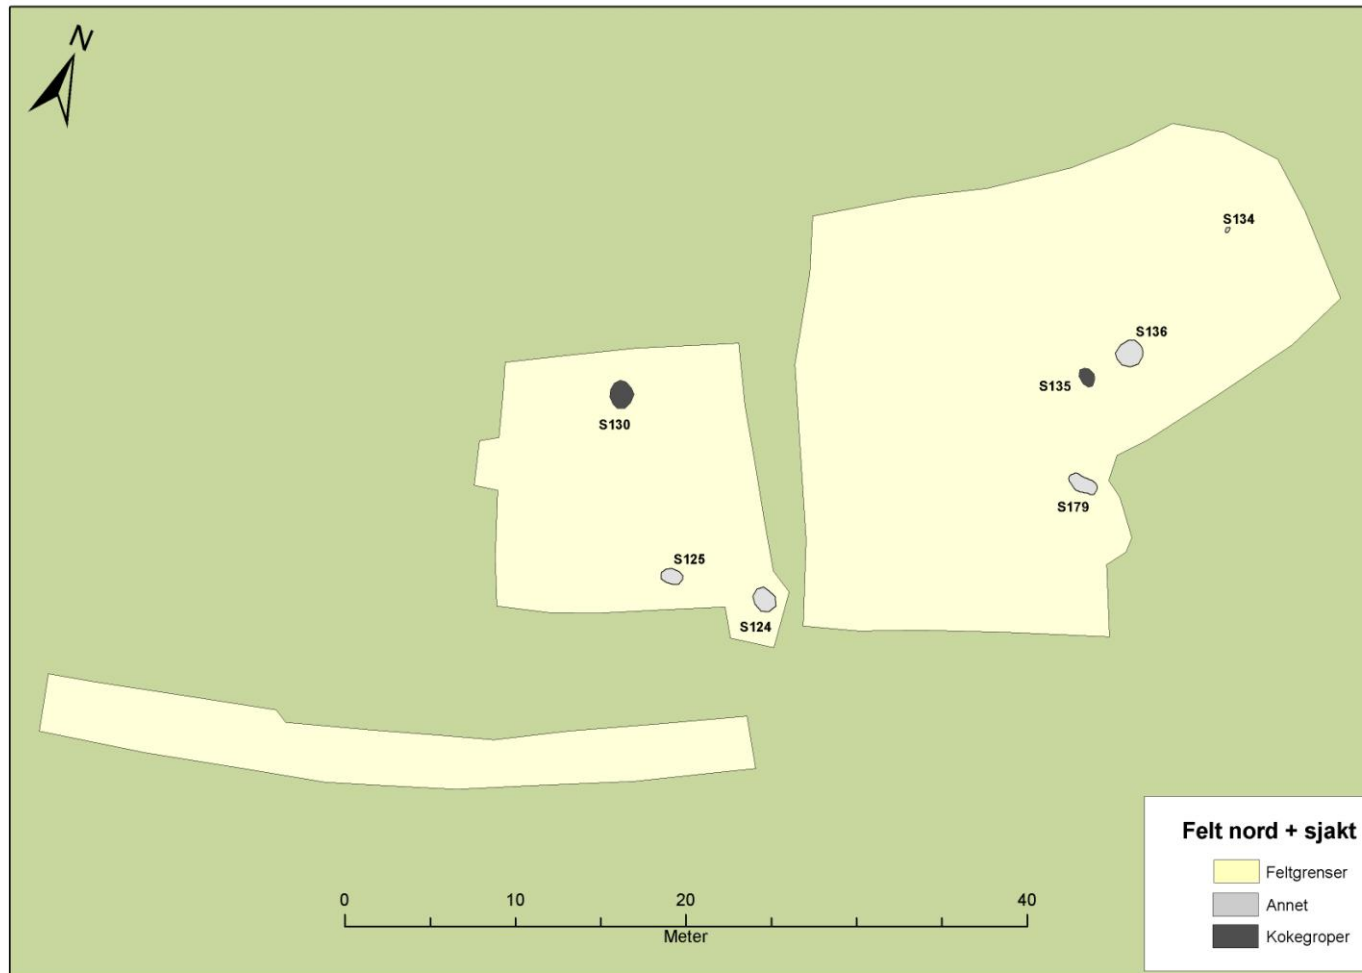 N
S134
S136
S135
S130
S179
S125
S124
0 10 20 40
Meter
Felt nord + sjakt
Feltgrenser
Annet
Kokegroper